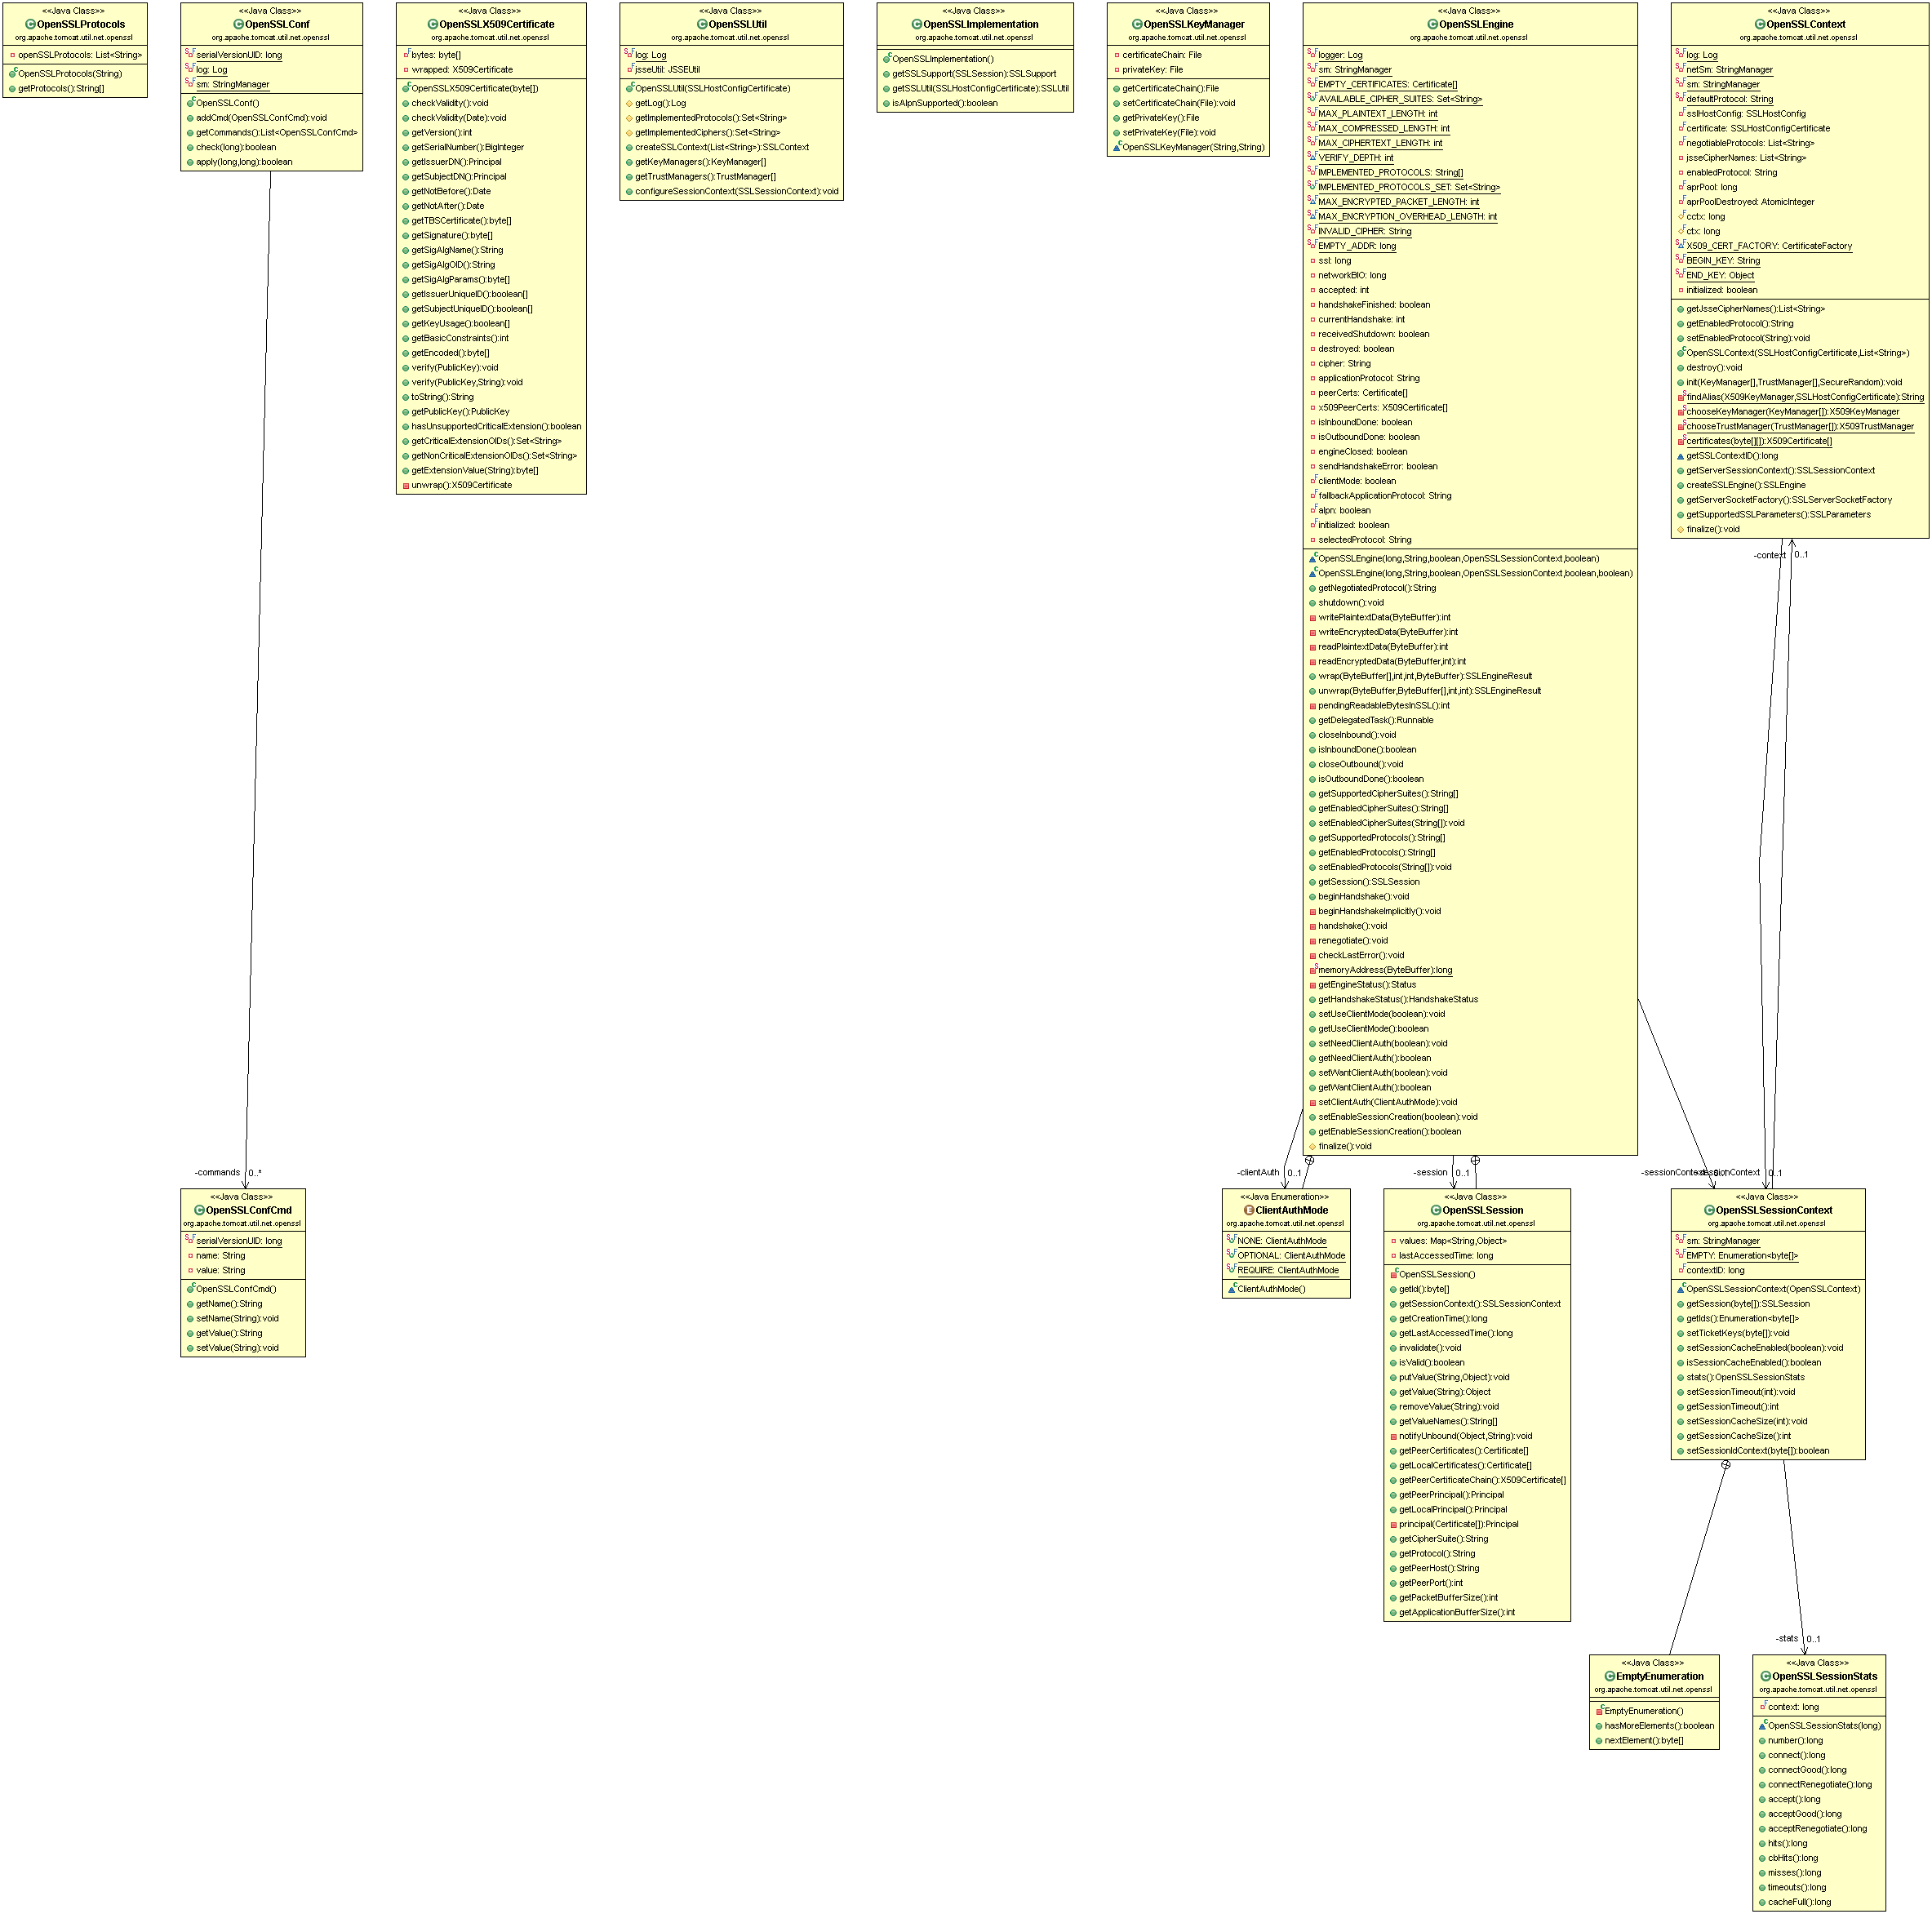 <<Java Class>>
OpenSSLProtocols
org.apache.tomcat.util.net.openssl
openSSLProtocols: List<String>
OpenSSLProtocols(String)
getProtocols():String[]
<<Java Class>>
OpenSSLConf
org.apache.tomcat.util.net.openssl
serialVersionUID: long
log: Log
sm: StringManager
OpenSSLConf()
addCmd(OpenSSLConfCmd):void
getCommands():List<OpenSSLConfCmd>
check(long):boolean
apply(long,long):boolean
<<Java Class>>
OpenSSLX509Certificate
org.apache.tomcat.util.net.openssl
bytes: byte[]
wrapped: X509Certificate
OpenSSLX509Certificate(byte[])
checkValidity():void
checkValidity(Date):void
getVersion():int
getSerialNumber():BigInteger
getIssuerDN():Principal
getSubjectDN():Principal
getNotBefore():Date
getNotAfter():Date
getTBSCertificate():byte[]
getSignature():byte[]
getSigAlgName():String
getSigAlgOID():String
getSigAlgParams():byte[]
getIssuerUniqueID():boolean[]
getSubjectUniqueID():boolean[]
getKeyUsage():boolean[]
getBasicConstraints():int
getEncoded():byte[]
verify(PublicKey):void
verify(PublicKey,String):void
toString():String
getPublicKey():PublicKey
hasUnsupportedCriticalExtension():boolean
getCriticalExtensionOIDs():Set<String>
getNonCriticalExtensionOIDs():Set<String>
getExtensionValue(String):byte[]
unwrap():X509Certificate
<<Java Class>>
OpenSSLUtil
org.apache.tomcat.util.net.openssl
log: Log
jsseUtil: JSSEUtil
OpenSSLUtil(SSLHostConfigCertificate)
getLog():Log
getImplementedProtocols():Set<String>
getImplementedCiphers():Set<String>
createSSLContext(List<String>):SSLContext
getKeyManagers():KeyManager[]
getTrustManagers():TrustManager[]
configureSessionContext(SSLSessionContext):void
<<Java Class>>
OpenSSLImplementation
org.apache.tomcat.util.net.openssl
OpenSSLImplementation()
getSSLSupport(SSLSession):SSLSupport
getSSLUtil(SSLHostConfigCertificate):SSLUtil
isAlpnSupported():boolean
<<Java Class>>
OpenSSLKeyManager
org.apache.tomcat.util.net.openssl
certificateChain: File
privateKey: File
getCertificateChain():File
setCertificateChain(File):void
getPrivateKey():File
setPrivateKey(File):void
OpenSSLKeyManager(String,String)
<<Java Class>>
OpenSSLEngine
org.apache.tomcat.util.net.openssl
logger: Log
sm: StringManager
EMPTY_CERTIFICATES: Certificate[]
AVAILABLE_CIPHER_SUITES: Set<String>
MAX_PLAINTEXT_LENGTH: int
MAX_COMPRESSED_LENGTH: int
MAX_CIPHERTEXT_LENGTH: int
VERIFY_DEPTH: int
IMPLEMENTED_PROTOCOLS: String[]
IMPLEMENTED_PROTOCOLS_SET: Set<String>
MAX_ENCRYPTED_PACKET_LENGTH: int
MAX_ENCRYPTION_OVERHEAD_LENGTH: int
INVALID_CIPHER: String
EMPTY_ADDR: long
ssl: long
networkBIO: long
accepted: int
handshakeFinished: boolean
currentHandshake: int
receivedShutdown: boolean
destroyed: boolean
cipher: String
applicationProtocol: String
peerCerts: Certificate[]
x509PeerCerts: X509Certificate[]
isInboundDone: boolean
isOutboundDone: boolean
engineClosed: boolean
sendHandshakeError: boolean
clientMode: boolean
fallbackApplicationProtocol: String
alpn: boolean
initialized: boolean
selectedProtocol: String
OpenSSLEngine(long,String,boolean,OpenSSLSessionContext,boolean)
OpenSSLEngine(long,String,boolean,OpenSSLSessionContext,boolean,boolean)
getNegotiatedProtocol():String
shutdown():void
writePlaintextData(ByteBuffer):int
writeEncryptedData(ByteBuffer):int
readPlaintextData(ByteBuffer):int
readEncryptedData(ByteBuffer,int):int
wrap(ByteBuffer[],int,int,ByteBuffer):SSLEngineResult
unwrap(ByteBuffer,ByteBuffer[],int,int):SSLEngineResult
pendingReadableBytesInSSL():int
getDelegatedTask():Runnable
closeInbound():void
isInboundDone():boolean
closeOutbound():void
isOutboundDone():boolean
getSupportedCipherSuites():String[]
getEnabledCipherSuites():String[]
setEnabledCipherSuites(String[]):void
getSupportedProtocols():String[]
getEnabledProtocols():String[]
setEnabledProtocols(String[]):void
getSession():SSLSession
beginHandshake():void
beginHandshakeImplicitly():void
handshake():void
renegotiate():void
checkLastError():void
memoryAddress(ByteBuffer):long
getEngineStatus():Status
getHandshakeStatus():HandshakeStatus
setUseClientMode(boolean):void
getUseClientMode():boolean
setNeedClientAuth(boolean):void
getNeedClientAuth():boolean
setWantClientAuth(boolean):void
getWantClientAuth():boolean
setClientAuth(ClientAuthMode):void
setEnableSessionCreation(boolean):void
getEnableSessionCreation():boolean
finalize():void
<<Java Class>>
OpenSSLContext
org.apache.tomcat.util.net.openssl
log: Log
netSm: StringManager
sm: StringManager
defaultProtocol: String
sslHostConfig: SSLHostConfig
certificate: SSLHostConfigCertificate
negotiableProtocols: List<String>
jsseCipherNames: List<String>
enabledProtocol: String
aprPool: long
aprPoolDestroyed: AtomicInteger
cctx: long
ctx: long
X509_CERT_FACTORY: CertificateFactory
BEGIN_KEY: String
END_KEY: Object
initialized: boolean
getJsseCipherNames():List<String>
getEnabledProtocol():String
setEnabledProtocol(String):void
OpenSSLContext(SSLHostConfigCertificate,List<String>)
destroy():void
init(KeyManager[],TrustManager[],SecureRandom):void
findAlias(X509KeyManager,SSLHostConfigCertificate):String
chooseKeyManager(KeyManager[]):X509KeyManager
chooseTrustManager(TrustManager[]):X509TrustManager
certificates(byte[][]):X509Certificate[]
getSSLContextID():long
getServerSessionContext():SSLSessionContext
createSSLEngine():SSLEngine
getServerSocketFactory():SSLServerSocketFactory
getSupportedSSLParameters():SSLParameters
finalize():void
-context 0..1
-commands 0..*
-clientAuth 0..1
-session 0..1
-sessionContext 0..1
<<Java Class>>
OpenSSLConfCmd
org.apache.tomcat.util.net.openssl
serialVersionUID: long
name: String
value: String
OpenSSLConfCmd()
getName():String
setName(String):void
getValue():String
setValue(String):void
<<Java Enumeration>>
ClientAuthMode
org.apache.tomcat.util.net.openssl
NONE: ClientAuthMode
OPTIONAL: ClientAuthMode
REQUIRE: ClientAuthMode
ClientAuthMode()
<<Java Class>>
OpenSSLSession
org.apache.tomcat.util.net.openssl
values: Map<String,Object>
lastAccessedTime: long
OpenSSLSession()
getId():byte[]
getSessionContext():SSLSessionContext
getCreationTime():long
getLastAccessedTime():long
invalidate():void
isValid():boolean
putValue(String,Object):void
getValue(String):Object
removeValue(String):void
getValueNames():String[]
notifyUnbound(Object,String):void
getPeerCertificates():Certificate[]
getLocalCertificates():Certificate[]
getPeerCertificateChain():X509Certificate[]
getPeerPrincipal():Principal
getLocalPrincipal():Principal
principal(Certificate[]):Principal
getCipherSuite():String
getProtocol():String
getPeerHost():String
getPeerPort():int
getPacketBufferSize():int
getApplicationBufferSize():int
<<Java Class>>
OpenSSLSessionContext
org.apache.tomcat.util.net.openssl
sm: StringManager
EMPTY: Enumeration<byte[]>
contextID: long
OpenSSLSessionContext(OpenSSLContext)
getSession(byte[]):SSLSession
getIds():Enumeration<byte[]>
setTicketKeys(byte[]):void
setSessionCacheEnabled(boolean):void
isSessionCacheEnabled():boolean
stats():OpenSSLSessionStats
setSessionTimeout(int):void
getSessionTimeout():int
setSessionCacheSize(int):void
getSessionCacheSize():int
setSessionIdContext(byte[]):boolean
-stats 0..1
<<Java Class>>
EmptyEnumeration
org.apache.tomcat.util.net.openssl
EmptyEnumeration()
hasMoreElements():boolean
nextElement():byte[]
<<Java Class>>
OpenSSLSessionStats
org.apache.tomcat.util.net.openssl
context: long
OpenSSLSessionStats(long)
number():long
connect():long
connectGood():long
connectRenegotiate():long
accept():long
acceptGood():long
acceptRenegotiate():long
hits():long
cbHits():long
misses():long
timeouts():long
cacheFull():long